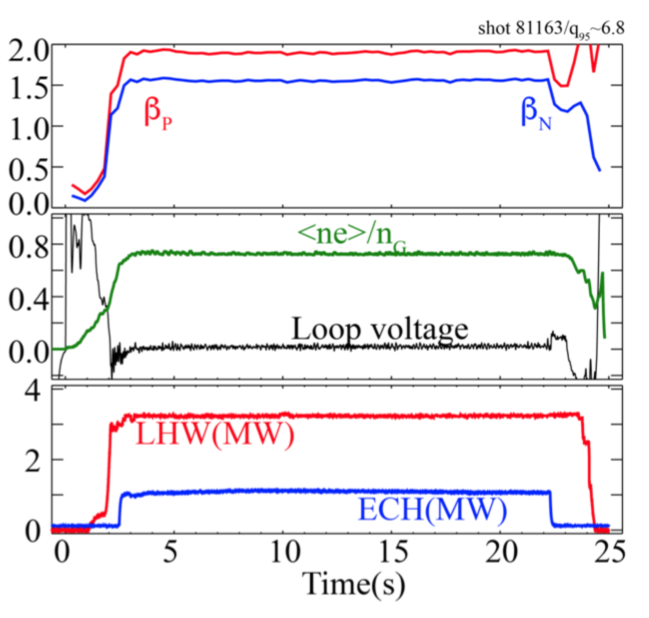 shot 81163/q95~6.8
2.0
1.5
1.0
0.5
0.0
βP
βN
0.8
0.4
0.0
<ne>/nG
Loop voltage
4
2
0
LHW(MW)
ECH(MW)
0 5 10 15 20 25
Time(s)